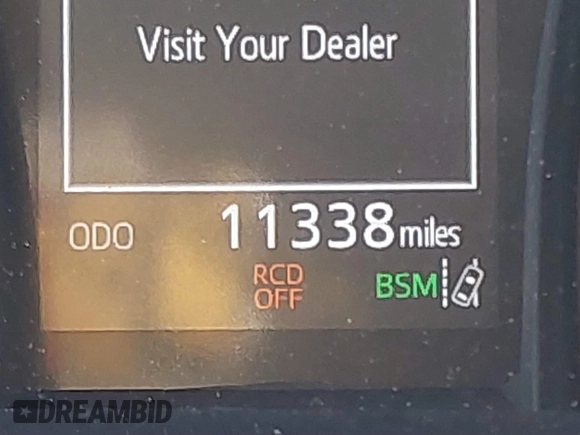 Visit Your Dealer
ODO 11338 miles
RCD BSM
OFF
DREAMBID